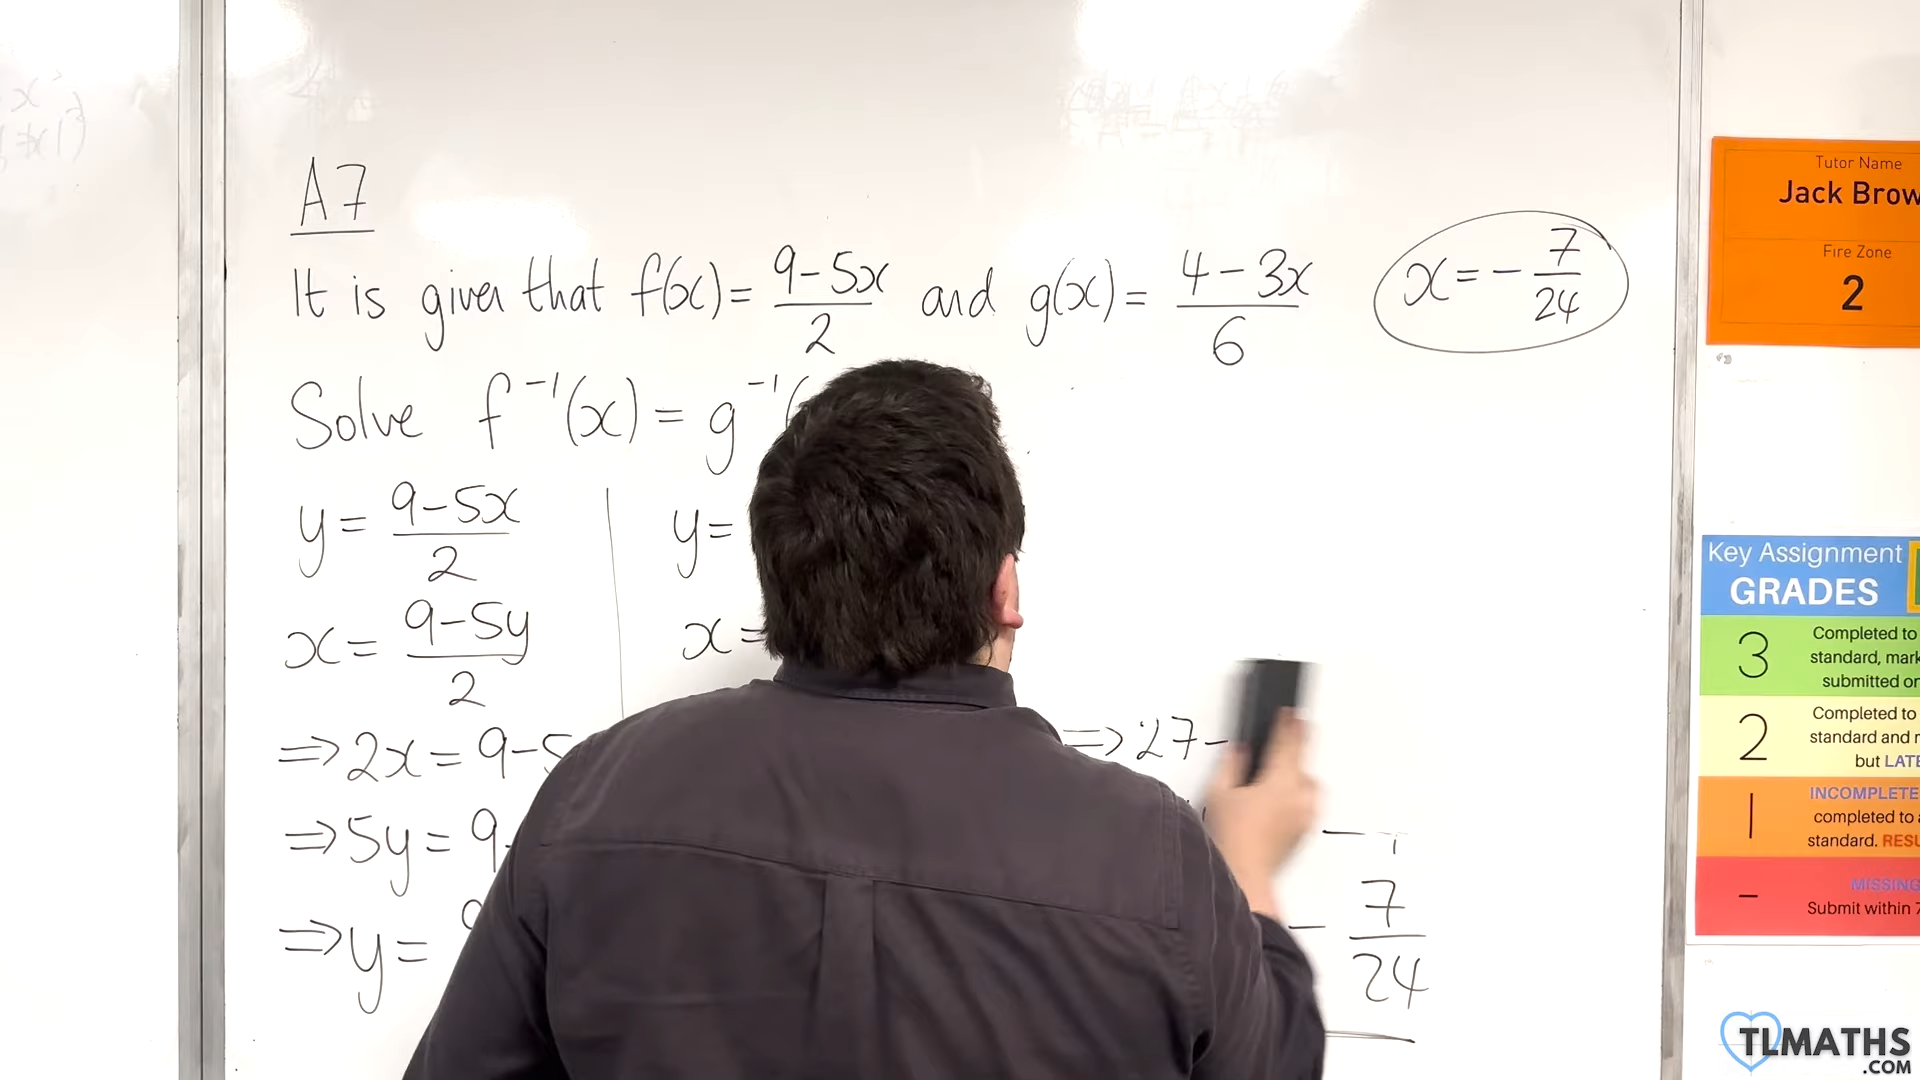 A7
It is given that f(x) = 9-5x/2 and g(x) = 4-3x/6
x = -7/24
Solve f⁻¹(x) = g⁻¹(
y = 9-5x/2
y =
x = 9-5y/2
x =
⇒ 2x = 9-5
⇒ 27-
⇒ 5y = 9-
⇒ y =
- 7/24
Tutor Name
Jack Brow
Fire Zone
2
Key Assignment
GRADES
3
Completed to
standard, mark
submitted on
2
Completed to
standard and m
but LATE
1
INCOMPLETE
completed to a
standard. RESU
-
MISSING
Submit within 7
TLMATHS
.COM